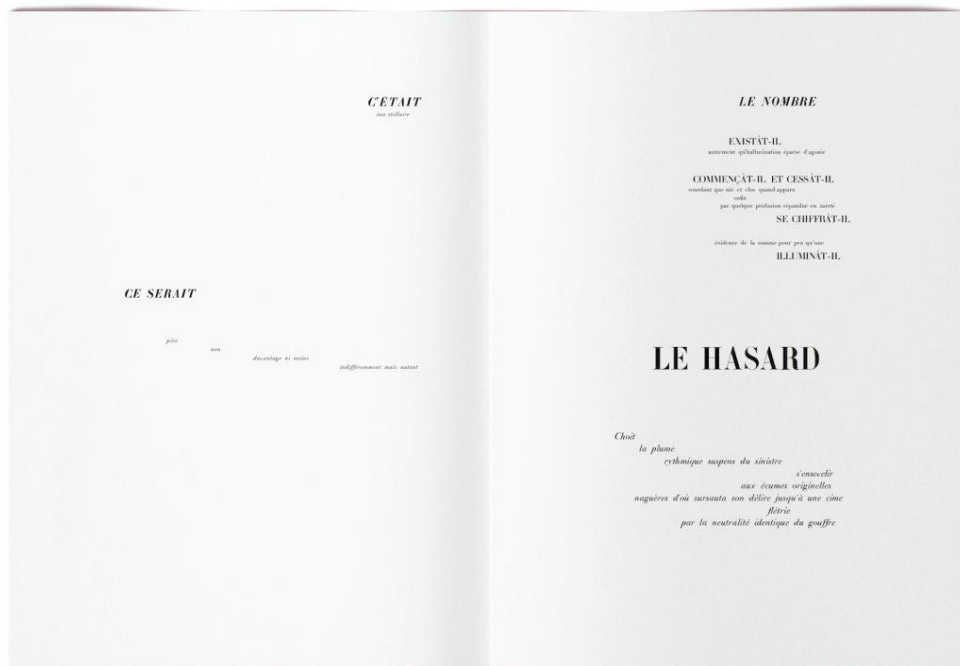 C'ÉTAIT
issu stellaire
CE SERAIT
pire
non
davantage ni moins
indifféremment mais autant
LE NOMBRE
EXISTÂT-IL
autrement qu'hallucination éparse d'agonie
COMMENÇÂT-IL ET CESSÂT-IL
sourdant que nié et clos quand apparu
enfin
par quelque profusion répandue en rareté
SE CHIFFRÂT-IL
évidence de la somme pour peu qu'une
ILLUMINÂT-IL
LE HASARD
Choit
la plume
rythmique suspens du sinistre
s'ensevelir
aux écumes originelles
naguères d'où sursauta son délire jusqu'à une cime
flétrie
par la neutralité identique du gouffre